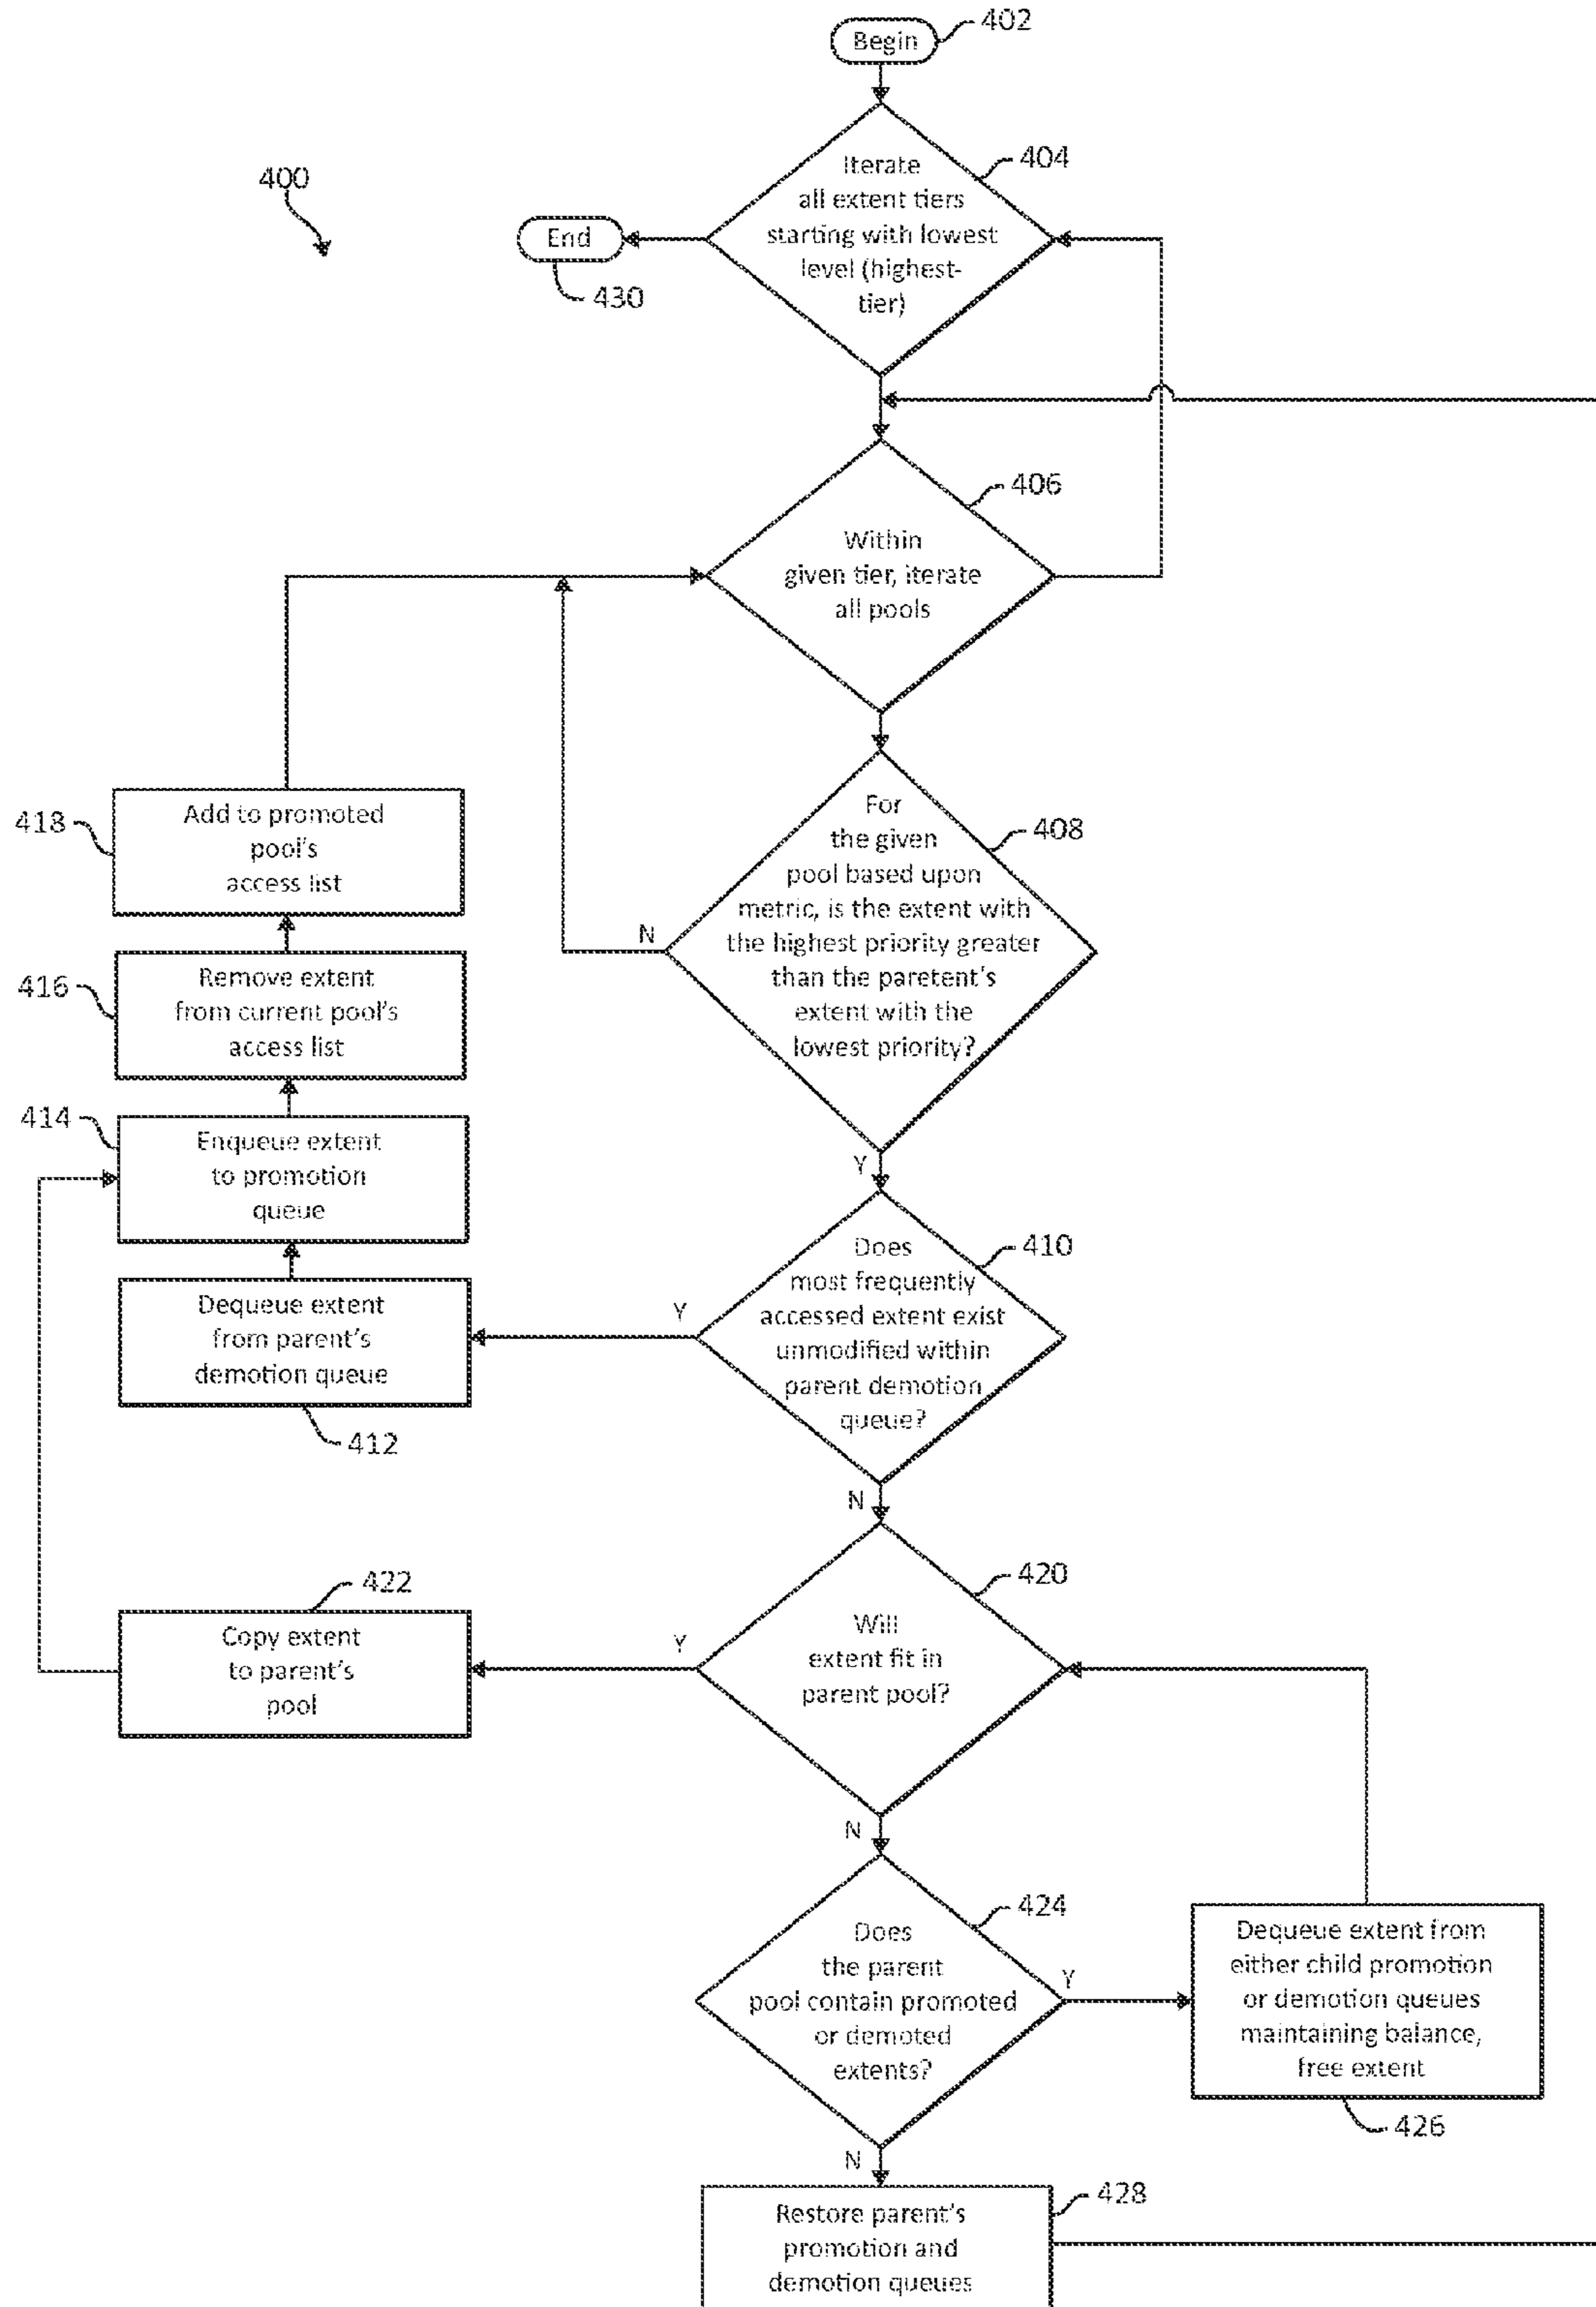 Begin
402
400
Iterate
all extent tiers
starting with lowest
level (highest-
tier)
404
End
430
Within
given tier, iterate
all pools
406
For
the given
pool based upon
metric, is the extent with
the highest priority greater
than the paretent's
extent with the
lowest priority?
408
N
Y
418
Add to promoted
pool's
access list
416
Remove extent
from current pool's
access list
414
Enqueue extent
to promotion
queue
Dequeue extent
from parent's
demotion queue
412
Does
most frequently
accessed extent exist
unmodified within
parent demotion
queue?
410
Y
N
Will
extent fit in
parent pool?
420
Y
N
422
Copy extent
to parent's
pool
Does
the parent
pool contain promoted
or demoted
extents?
424
Y
N
Dequeue extent from
either child promotion
or demotion queues
maintaining balance,
free extent
426
Restore parent's
promotion and
demotion queues
428